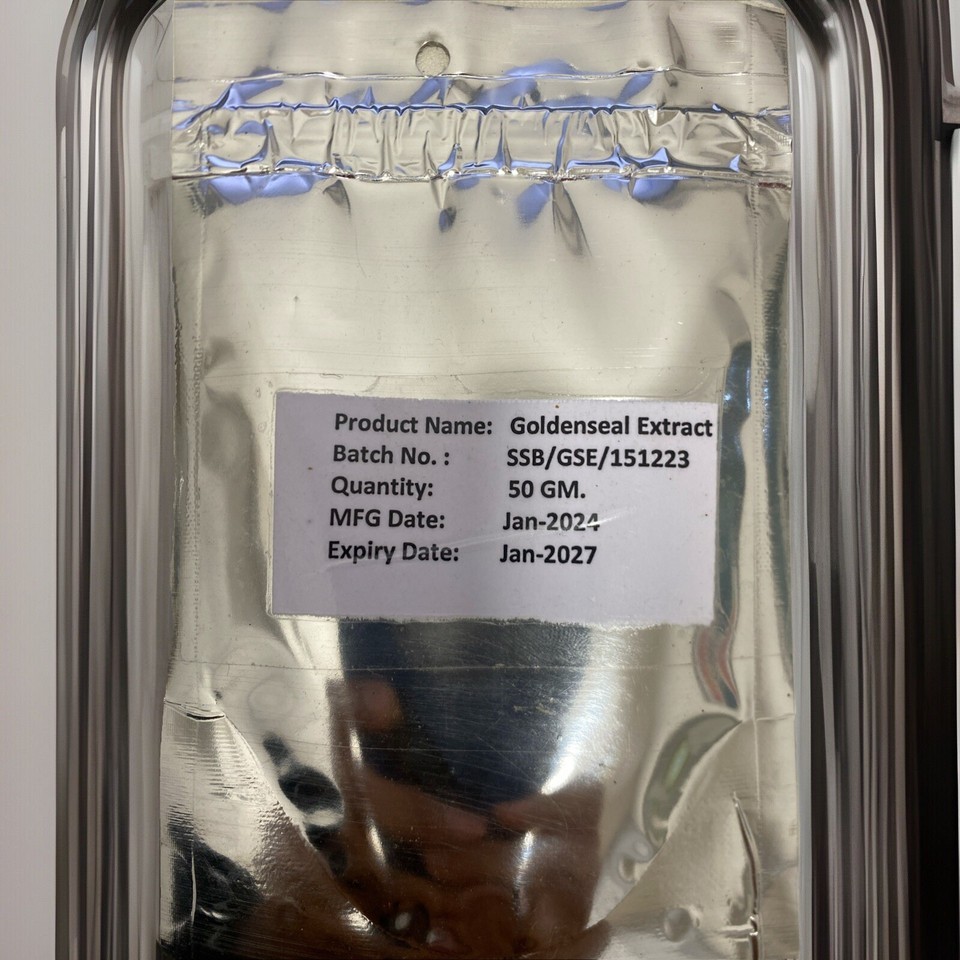 Product Name: Goldenseal Extract
Batch No. : SSB/GSE/151223
Quantity: 50 GM.
MFG Date: Jan-2024
Expiry Date: Jan-2027